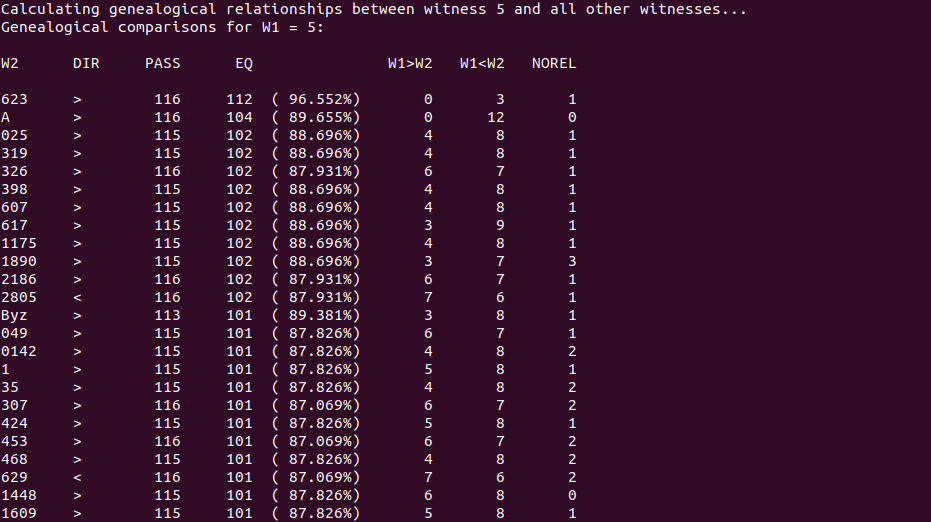 Calculating genealogical relationships between witness 5 and all other witnesses...
Genealogical comparisons for W1 = 5:
W2 DIR PASS EQ W1>W2 W1<W2 NOREL
623 > 116 112 ( 96.552%) 0 3 1
A > 116 104 ( 89.655%) 0 12 0
025 > 115 102 ( 88.696%) 4 8 1
319 > 115 102 ( 88.696%) 4 8 1
326 > 116 102 ( 87.931%) 6 7 1
398 > 115 102 ( 88.696%) 4 8 1
607 > 115 102 ( 88.696%) 4 8 1
617 > 115 102 ( 88.696%) 3 9 1
1175 > 115 102 ( 88.696%) 4 8 1
1890 > 115 102 ( 88.696%) 3 7 3
2186 > 116 102 ( 87.931%) 6 7 1
2805 < 116 102 ( 87.931%) 7 6 1
Byz > 113 101 ( 89.381%) 3 8 1
049 > 115 101 ( 87.826%) 6 7 1
0142 > 115 101 ( 87.826%) 4 8 2
1 > 115 101 ( 87.826%) 5 8 1
35 > 115 101 ( 87.826%) 4 8 2
307 > 116 101 ( 87.069%) 6 7 2
424 > 115 101 ( 87.826%) 5 8 1
453 > 116 101 ( 87.069%) 6 7 2
468 > 115 101 ( 87.826%) 4 8 2
629 < 116 101 ( 87.069%) 7 6 2
1448 > 115 101 ( 87.826%) 6 8 0
1609 > 115 101 ( 87.826%) 5 8 1